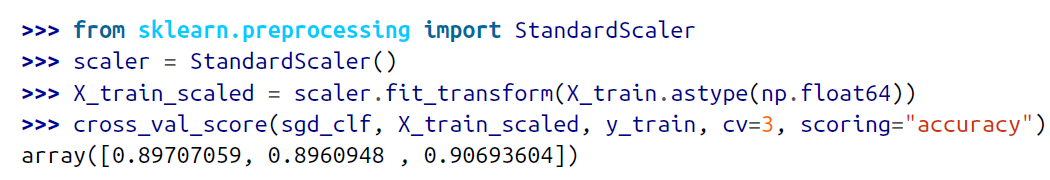 >>> from sklearn.preprocessing import StandardScaler
>>> scaler = StandardScaler()
>>> X_train_scaled = scaler.fit_transform(X_train.astype(np.float64))
>>> cross_val_score(sgd_clf, X_train_scaled, y_train, cv=3, scoring="accuracy")
array([0.89707059, 0.8960948 , 0.90693604])